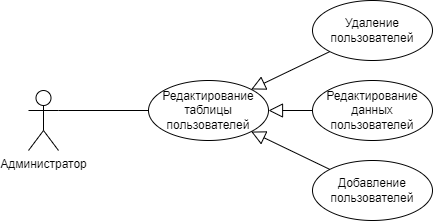 Удаление
пользователей
Редактирование
таблицы
пользователей
Редактирование
данных
пользователей
Администратор
Добавление
пользователей